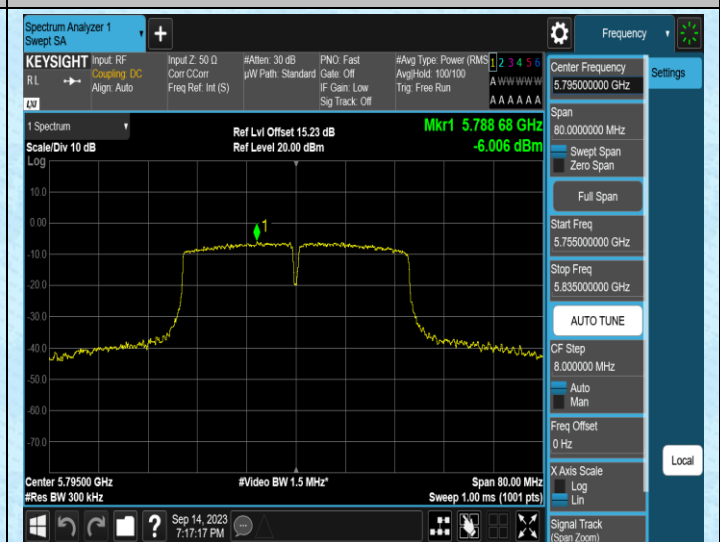 Spectrum Analyzer 1
Swept SA
+
Frequency
KEYSIGHT
RL
LXI
Input: RF
Coupling: DC
Align: Auto
Input Z: 50 Ω
Corr CCorr
Freq Ref: Int (S)
#Atten: 30 dB
µW Path: Standard
PNO: Fast
Gate: Off
IF Gain: Low
Sig Track: Off
#Avg Type: Power (RMS
Avg|Hold: 100/100
Trig: Free Run
1 2 3 4 5 6
A W W W W W
A A A A A A
Center Frequency
5.795000000 GHz
Settings
1 Spectrum
Scale/Div 10 dB
Log
Ref Lvl Offset 15.23 dB
Ref Level 20.00 dBm
Mkr1 5.788 68 GHz
-6.006 dBm
Span
80.0000000 MHz
Swept Span
Zero Span
Full Span
Start Freq
5.755000000 GHz
Stop Freq
5.835000000 GHz
AUTO TUNE
CF Step
8.000000 MHz
Auto
Man
Freq Offset
0 Hz
X Axis Scale
Log
Lin
Local
Signal Track
(Span Zoom)
10.0
0.00
1
-10.0
-20.0
-30.0
-40.0
-50.0
-60.0
-70.0
Center 5.79500 GHz
#Res BW 300 kHz
#Video BW 1.5 MHz*
Span 80.00 MHz
Sweep 1.00 ms (1001 pts)
?
Sep 14, 2023
7:17:17 PM